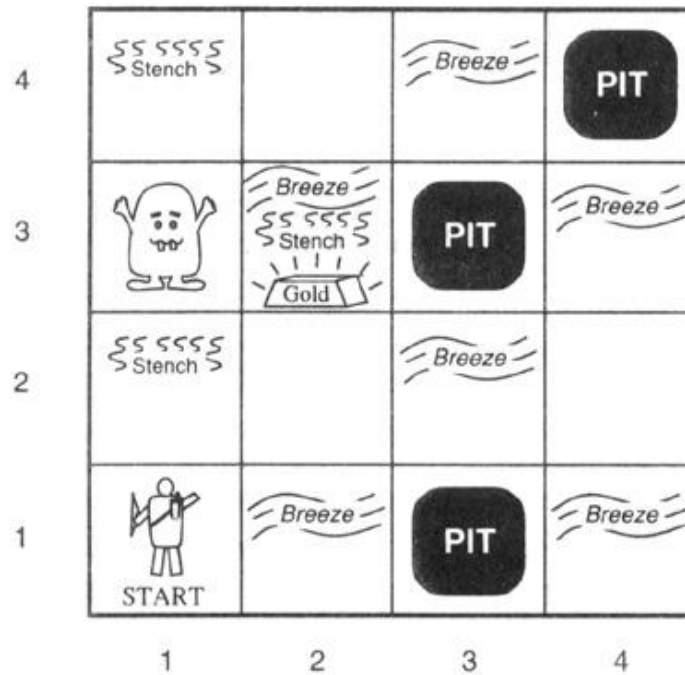 4
Stench
Breeze
PIT
3
Breeze
Stench
Gold
PIT
Breeze
2
Stench
Breeze
1
START
Breeze
PIT
Breeze
1 2 3 4